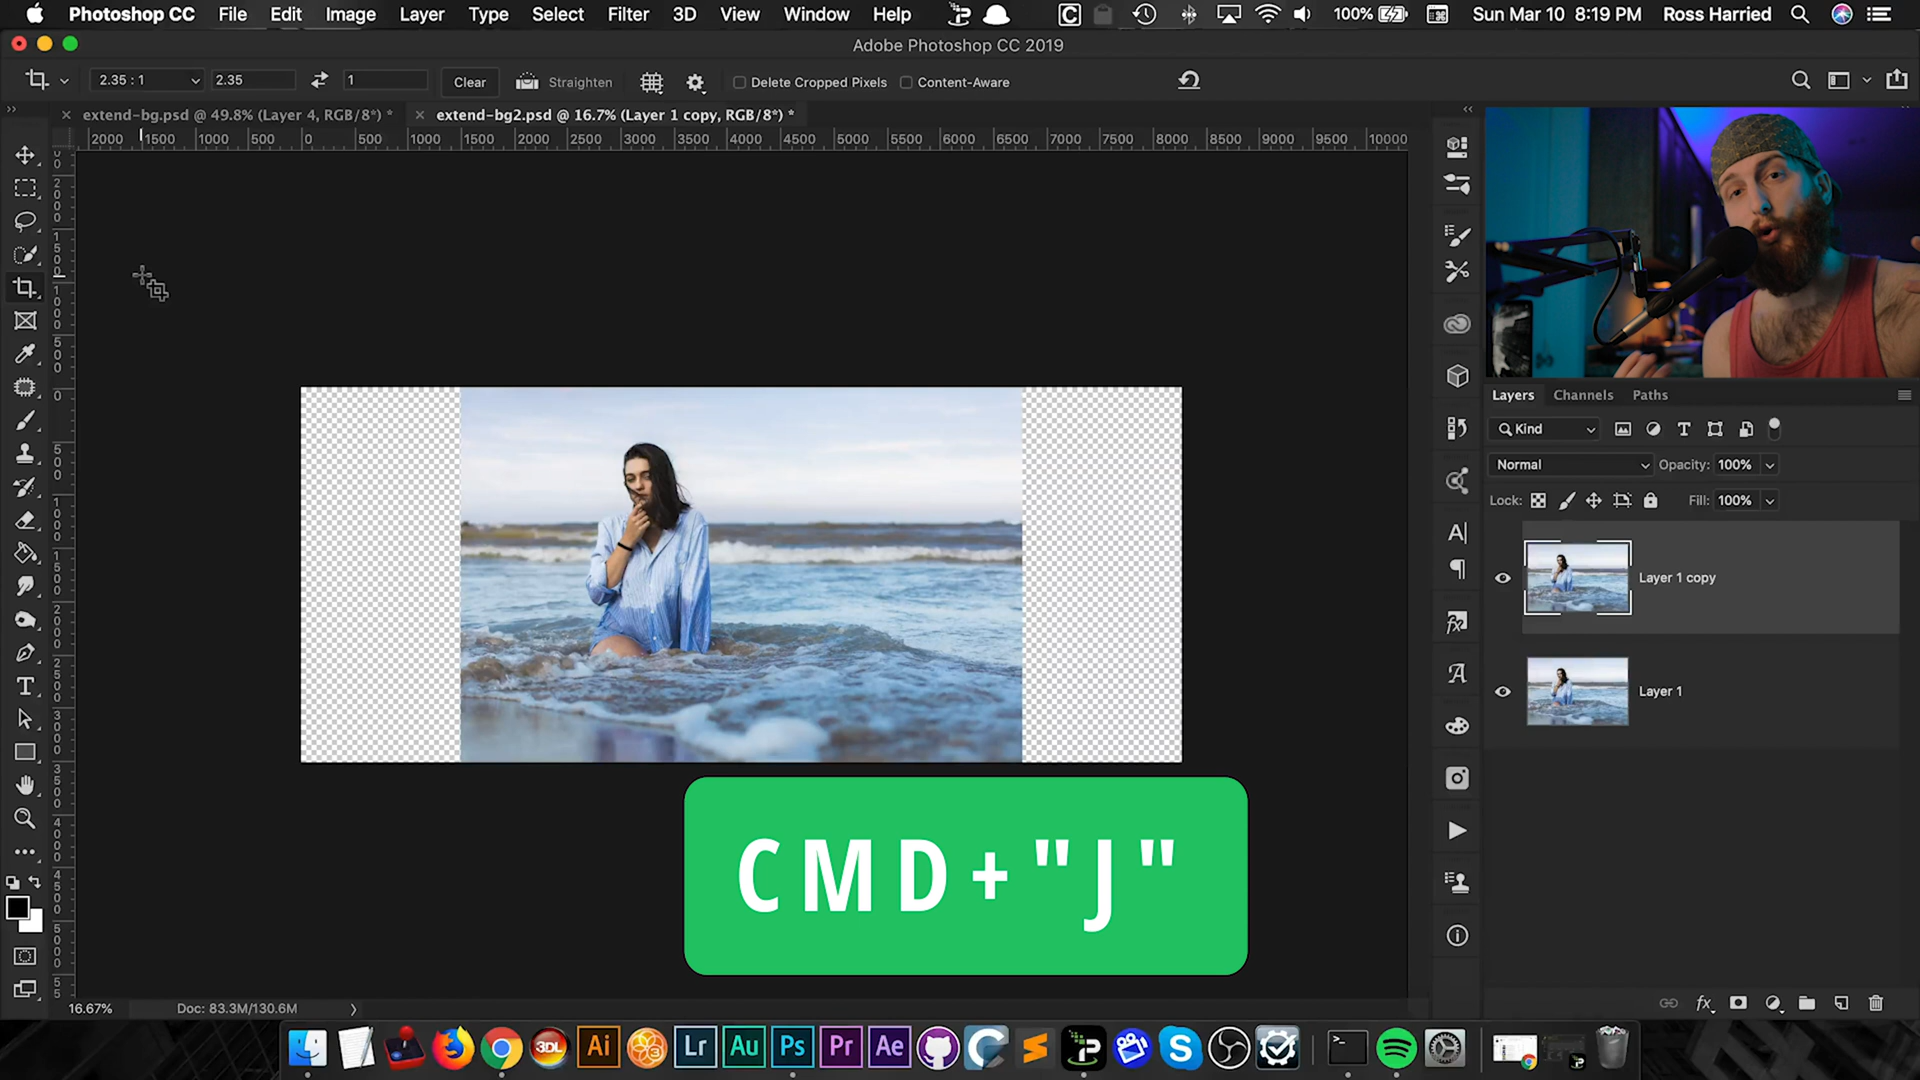 Photoshop CC File Edit Image Layer Type Select Filter 3D View Window Help 100% Sun Mar 10 8:19 PM Ross Harried
Adobe Photoshop CC 2019
2.35 : 1 2.35 1 Clear Straighten Delete Cropped Pixels Content-Aware
extend-bg.psd @ 49.8% (Layer 4, RGB/8*) * extend-bg2.psd @ 16.7% (Layer 1 copy, RGB/8*) *
2000 1500 1000 500 0 500 1000 1500 2000 2500 3000 3500 4000 4500 5000 5500 6000 6500 7000 7500 8000 8500 9000 9500 10000
Layers Channels Paths
Kind
Normal Opacity: 100%
Lock: Fill: 100%
Layer 1 copy
Layer 1
CMD+"J"
16.67% Doc: 83.3M/130.6M
3DL Ai 3 Lr Au Ps Pr Ae